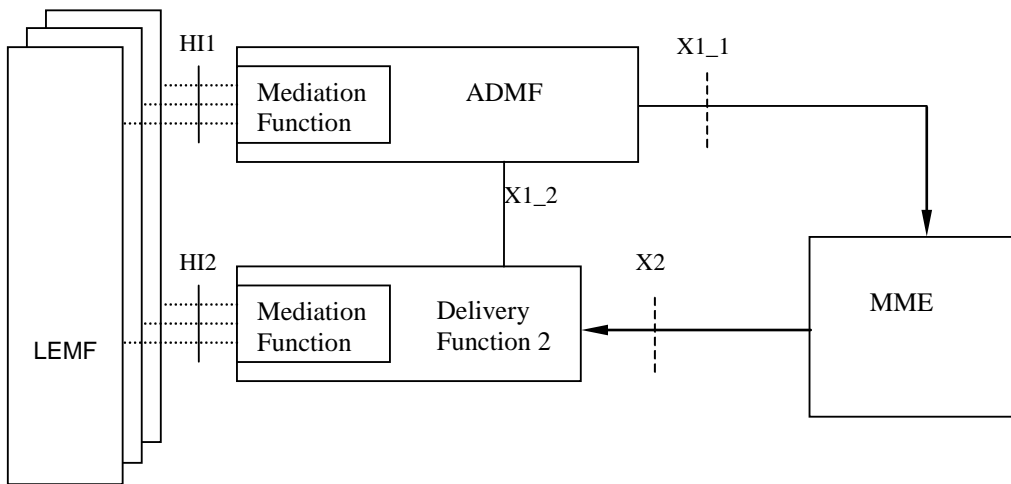 HI1
X1_1
Mediation
Function
ADMF
X1_2
HI2
X2
Mediation
Function
Delivery
Function 2
MME
LEMF